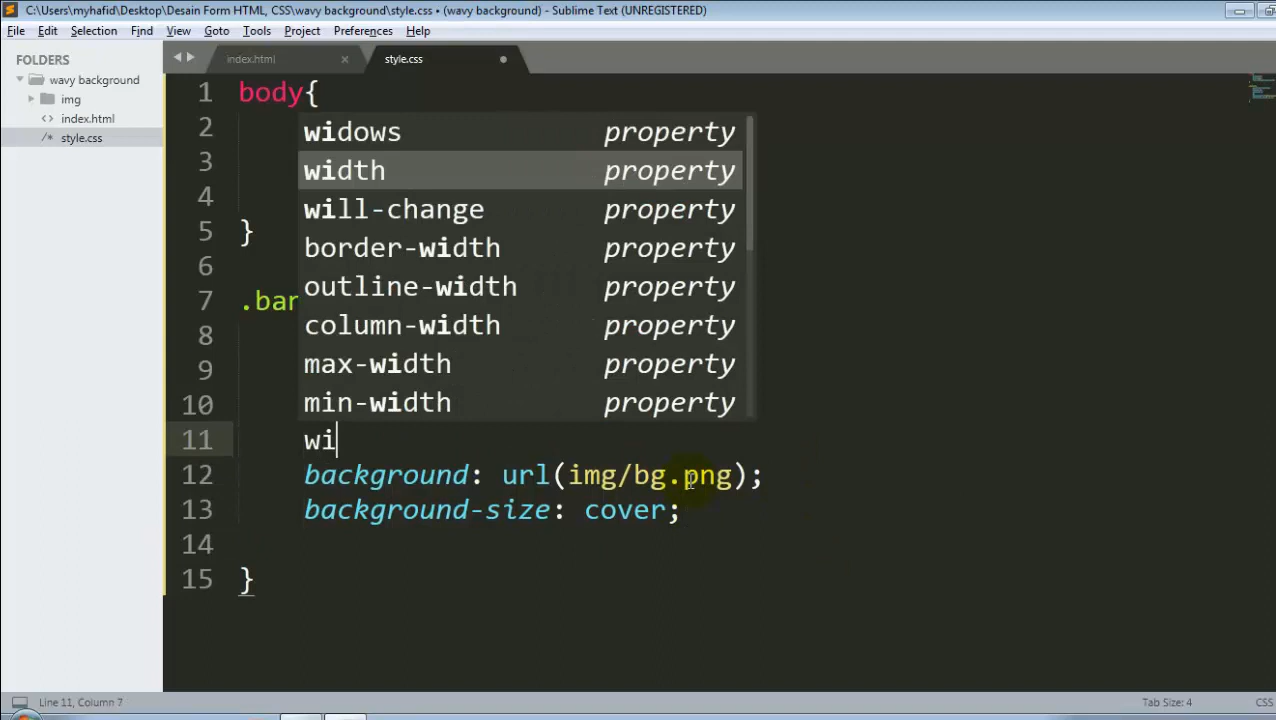 C:\Users\myhafid\Desktop\Desain Form HTML, CSS\wavy background\style.css • (wavy background) - Sublime Text (UNREGISTERED)
File Edit Selection Find View Goto Tools Project Preferences Help
FOLDERS
wavy background
img
<> index.html
/* style.css
index.html ×
style.css
1 body{
2
3
4
5 }
6
7 .ban
8
9
10
widows property
width property
will-change property
border-width property
outline-width property
column-width property
max-width property
min-width property
11 wi
12 background: url(img/bg.png);
13 background-size: cover;
14
15 }
Line 11, Column 7
Tab Size: 4
CSS